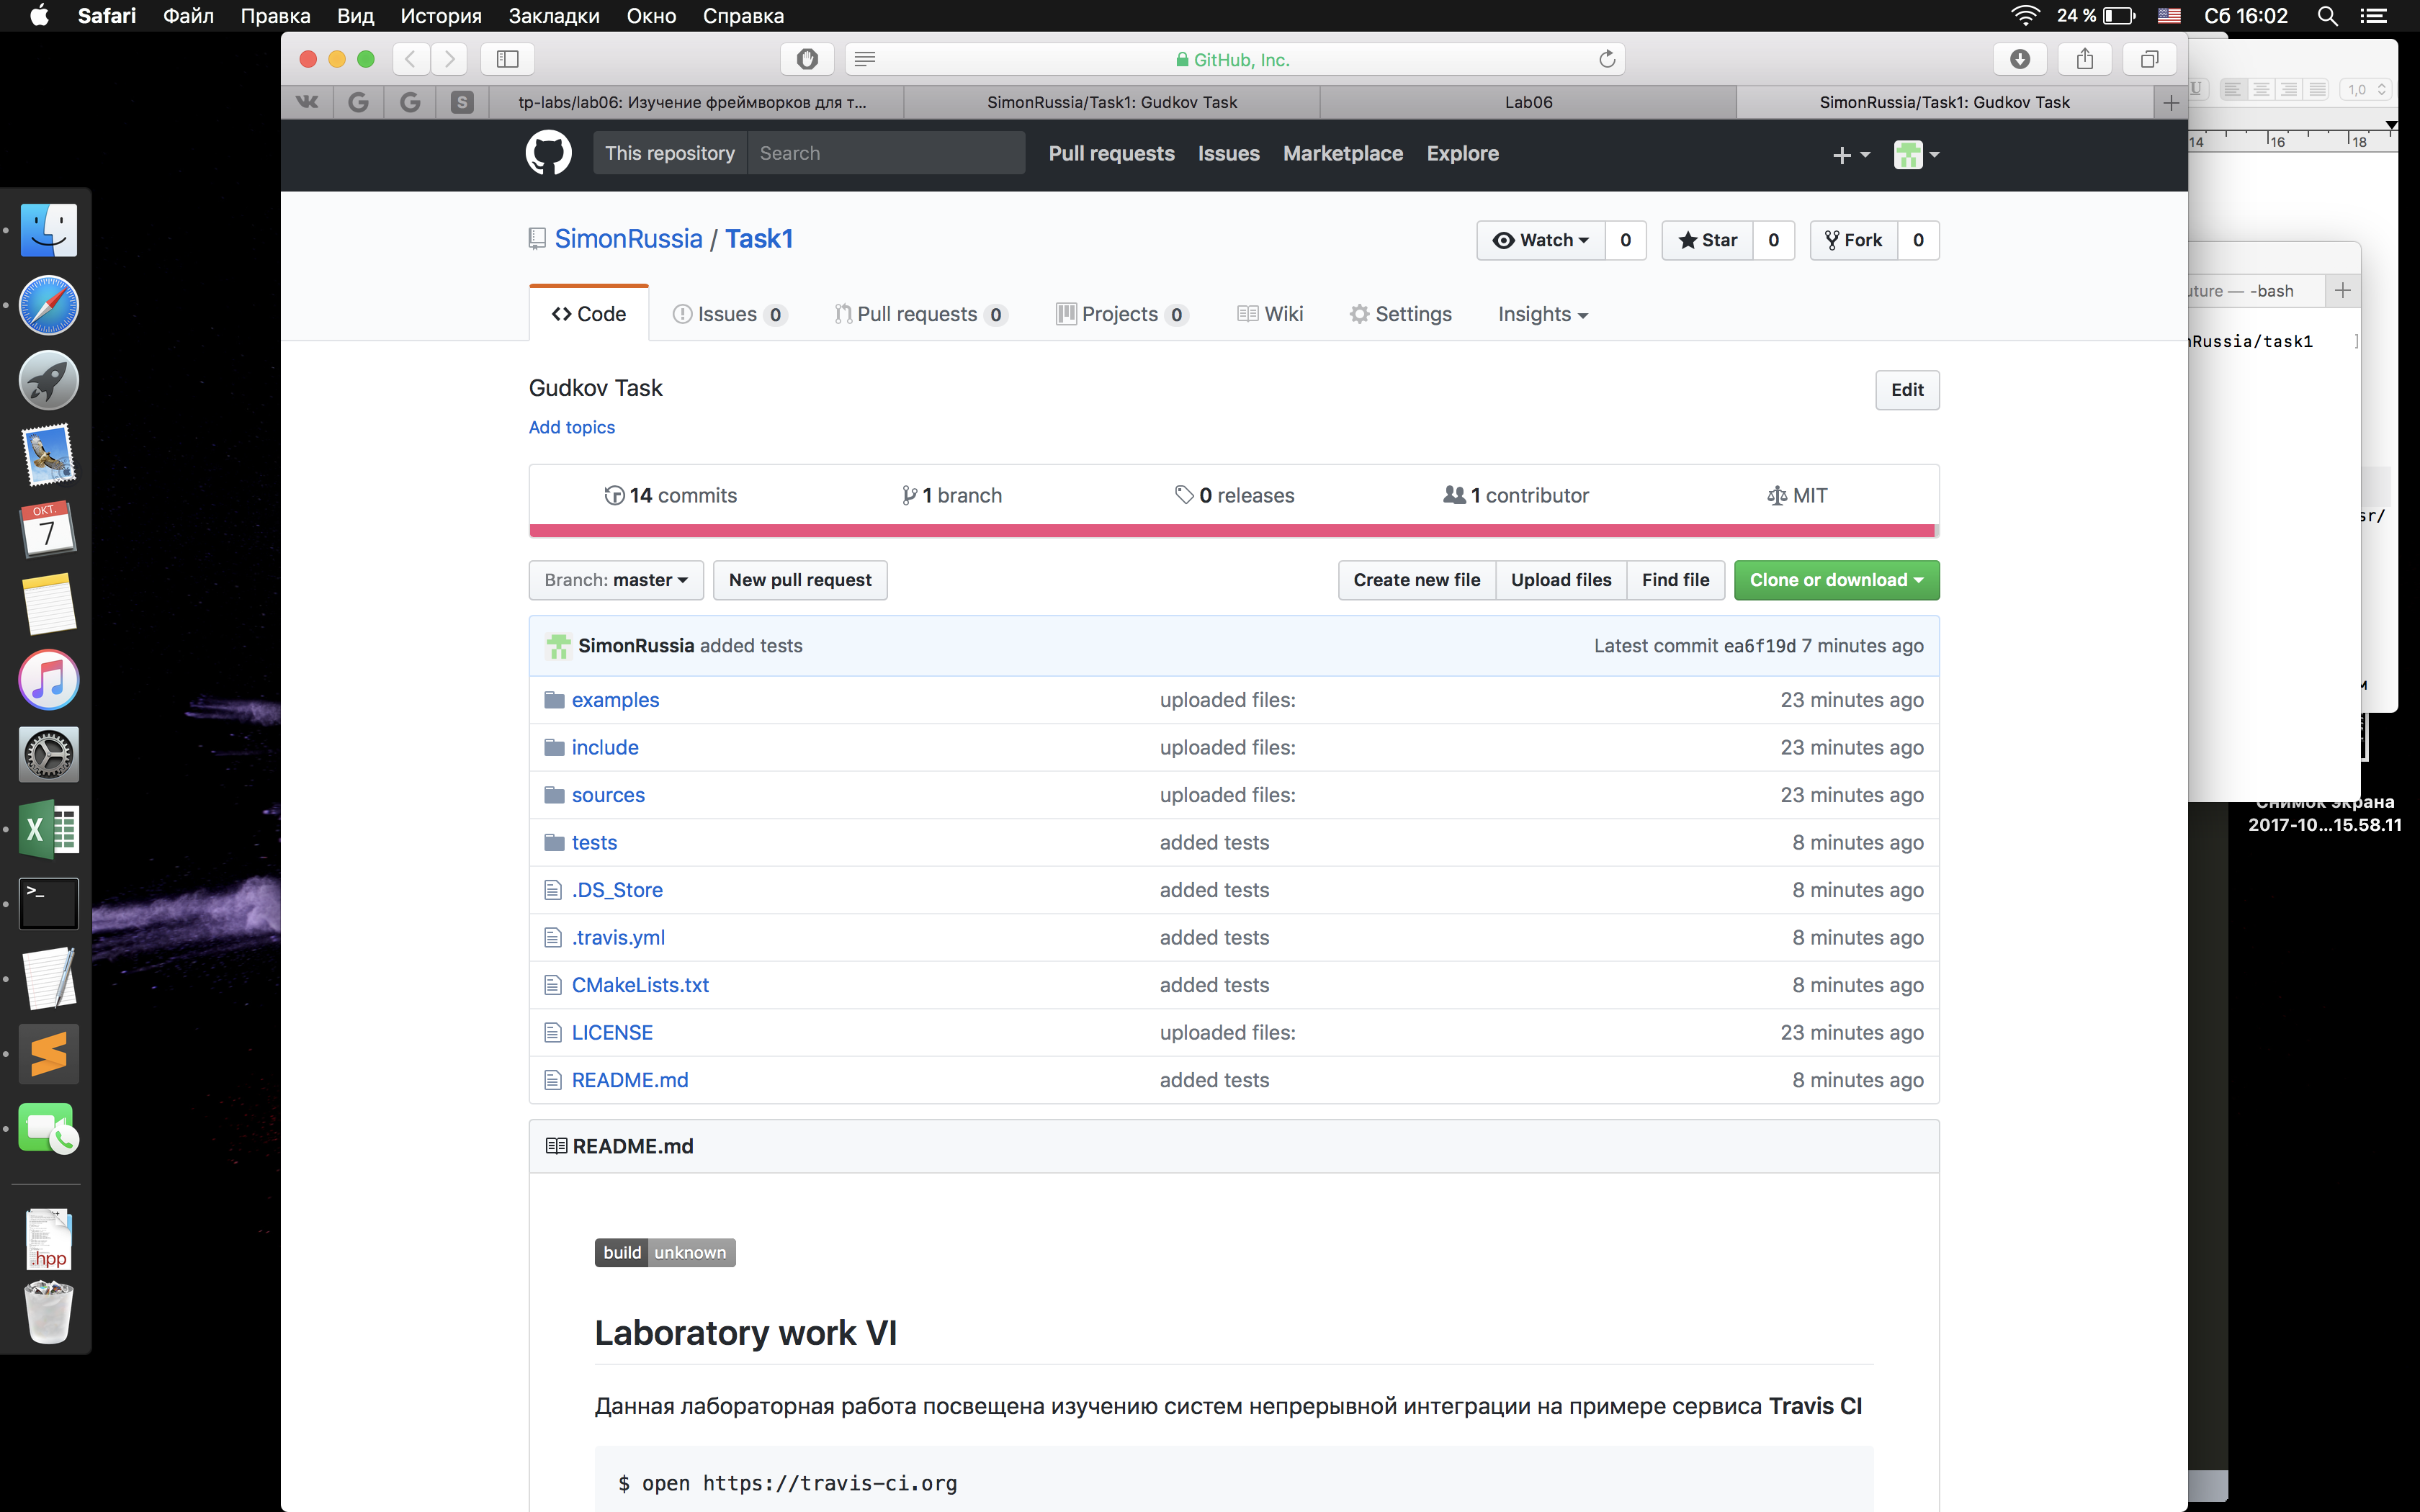 Safari Файл Правка Вид История Закладки Окно Справка 24 % Сб 16:02
GitHub, Inc.
tp-labs/lab06: Изучение фреймворков для т... SimonRussia/Task1: Gudkov Task Lab06 SimonRussia/Task1: Gudkov Task
1,0
14 16 18
This repository Search Pull requests Issues Marketplace Explore
SimonRussia / Task1 Watch 0 Star 0 Fork 0
— -bash
Code Issues 0 Pull requests 0 Projects 0 Wiki Settings Insights
Russia/task1 ]
Gudkov Task Edit
Add topics
14 commits 1 branch 0 releases 1 contributor MIT
Branch: master New pull request Create new file Upload files Find file Clone or download
SimonRussia added tests Latest commit ea6f19d 7 minutes ago
examples uploaded files: 23 minutes ago
include uploaded files: 23 minutes ago
sources uploaded files: 23 minutes ago
tests added tests 8 minutes ago
.DS_Store added tests 8 minutes ago
.travis.yml added tests 8 minutes ago
CMakeLists.txt added tests 8 minutes ago
LICENSE uploaded files: 23 minutes ago
README.md added tests 8 minutes ago
Снимок экрана
2017-10...15.58.11
README.md
build unknown
Laboratory work VI
Данная лабораторная работа посвещена изучению систем непрерывной интеграции на примере сервиса Travis CI
$ open https://travis-ci.org
ОКТ.
7
>_
.hpp